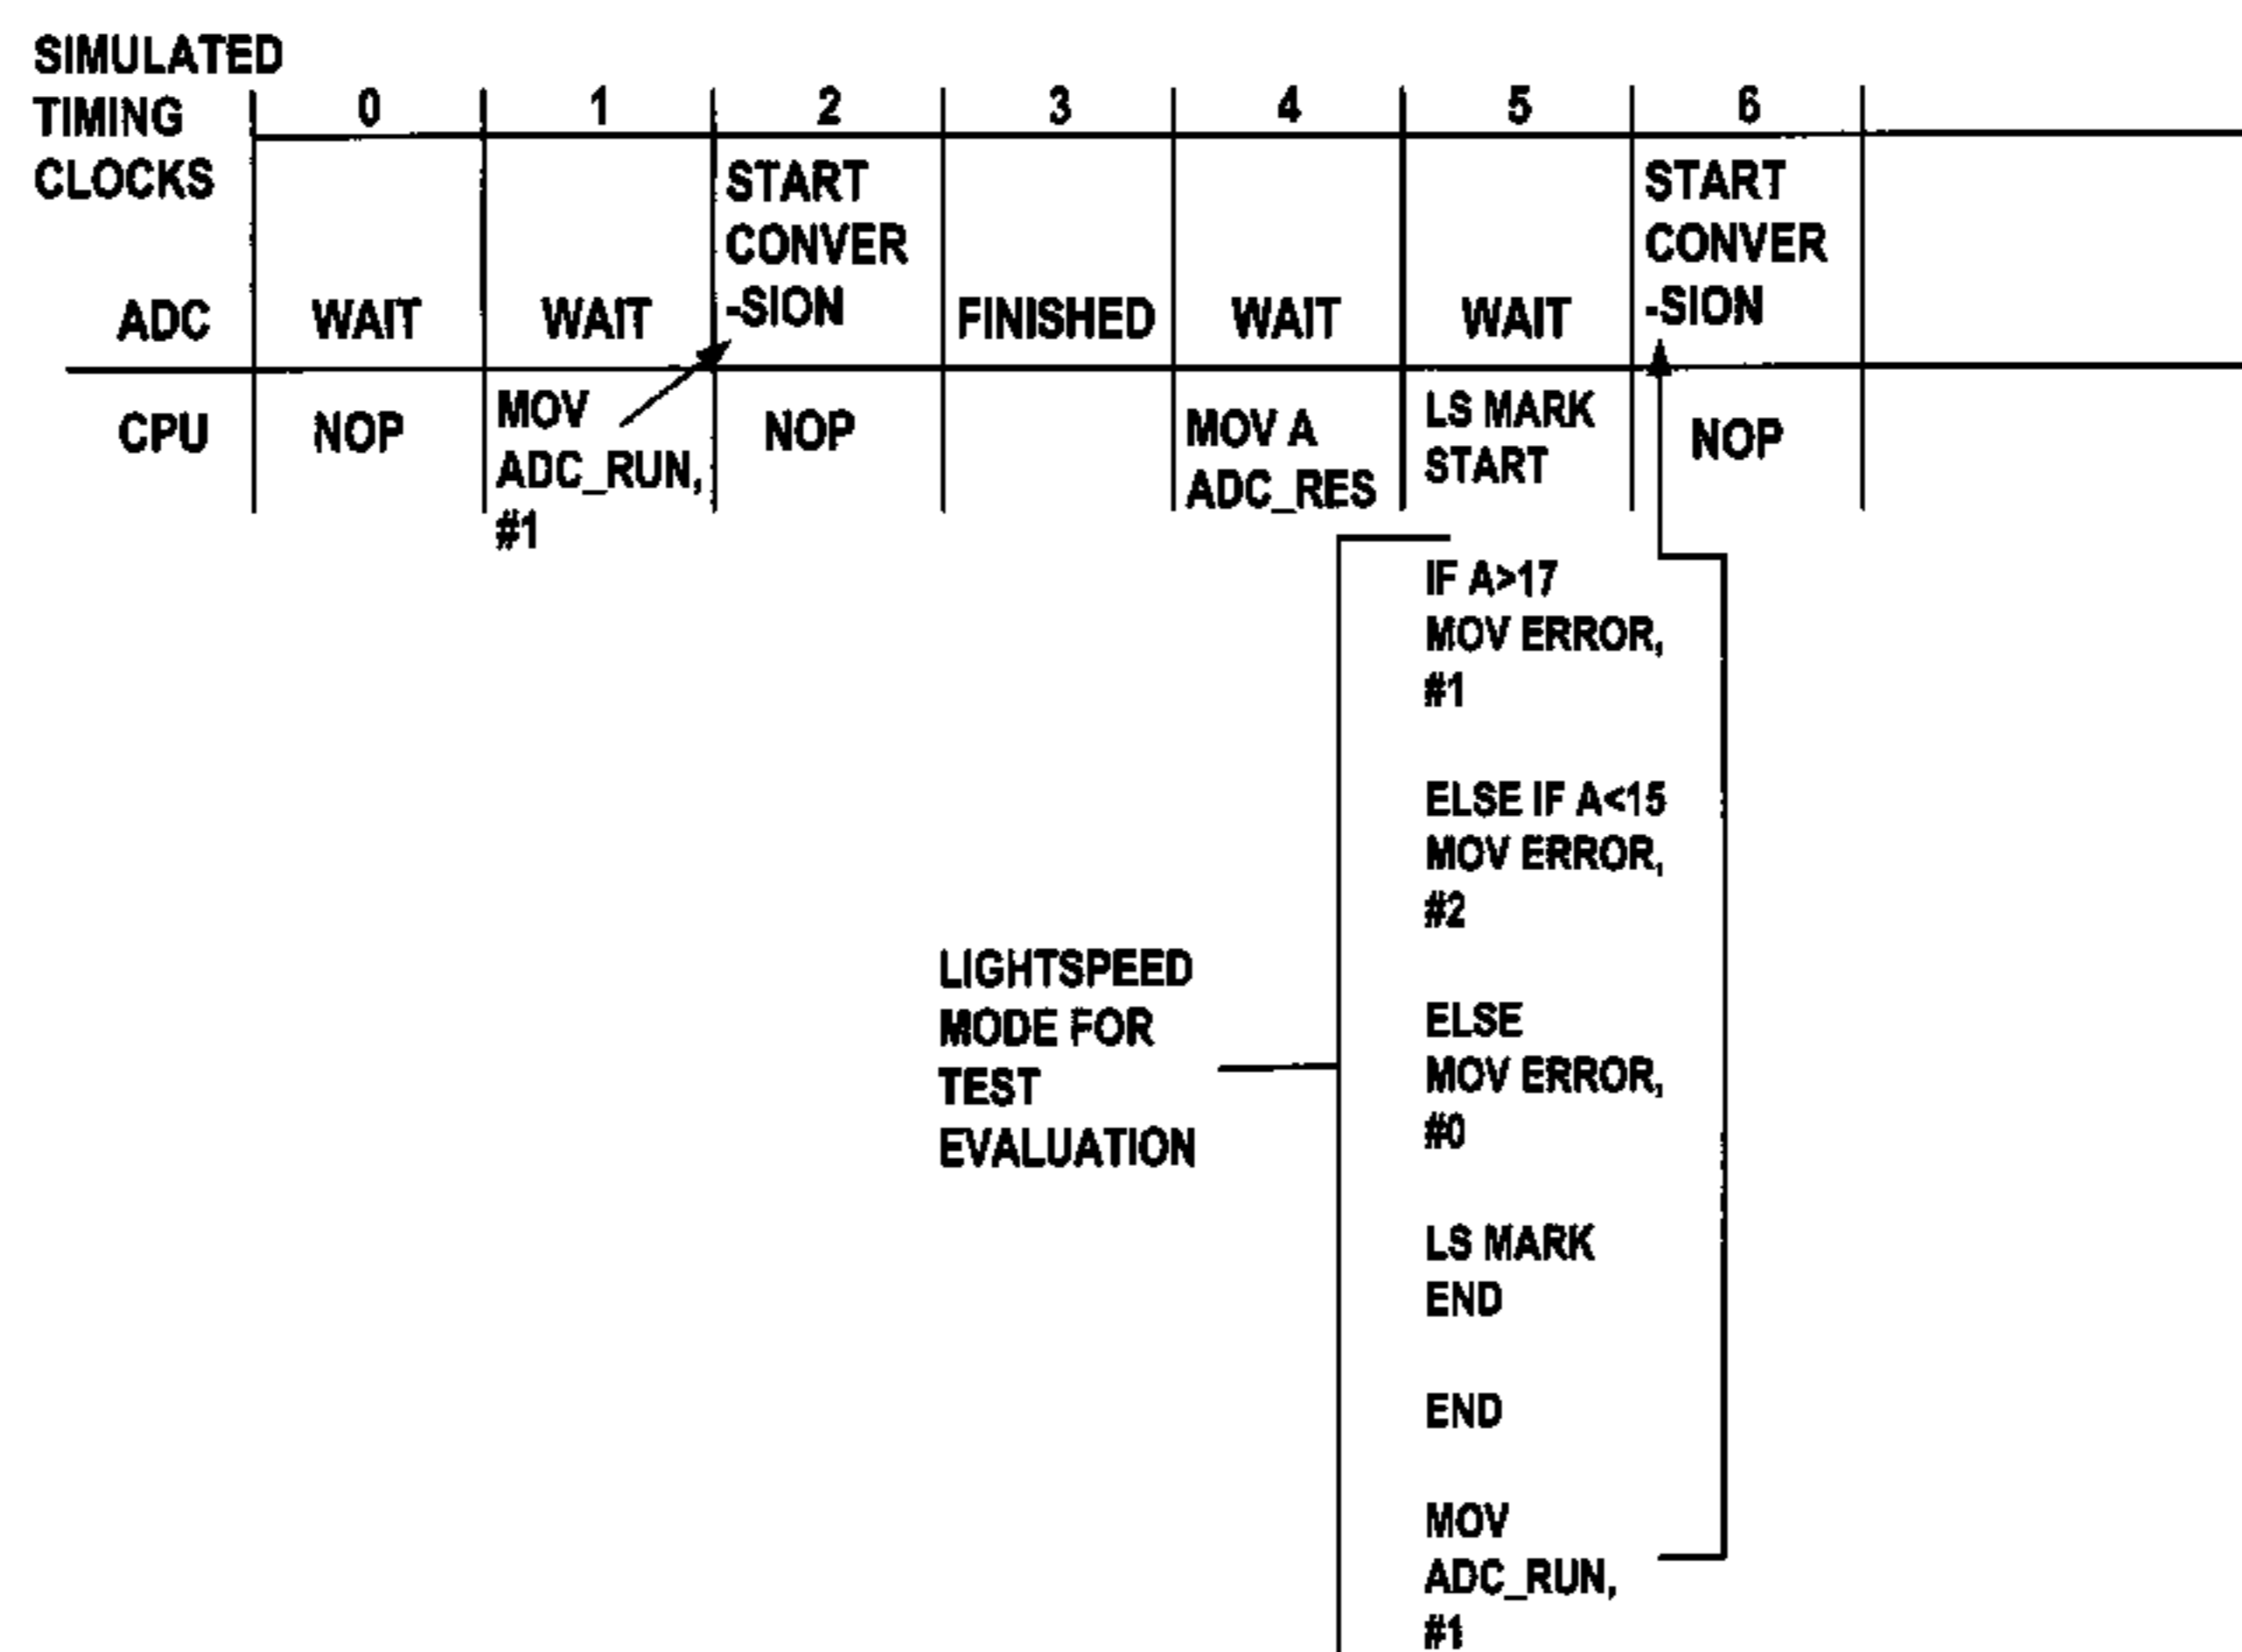 SIMULATED
TIMING
CLOCKS
0 1 2 3 4 5 6
ADC
WAIT
WAIT
START
CONVER
-SION
FINISHED
WAIT
WAIT
START
CONVER
-SION
CPU
NOP
MOV
ADC_RUN,
#1
NOP
MOV A
ADC_RES
LS MARK
START
NOP
IF A>17
MOV ERROR,
#1
ELSE IF A<15
MOV ERROR,
#2
ELSE
MOV ERROR,
#0
LS MARK
END
END
MOV
ADC_RUN,
#1
LIGHTSPEED
MODE FOR
TEST
EVALUATION